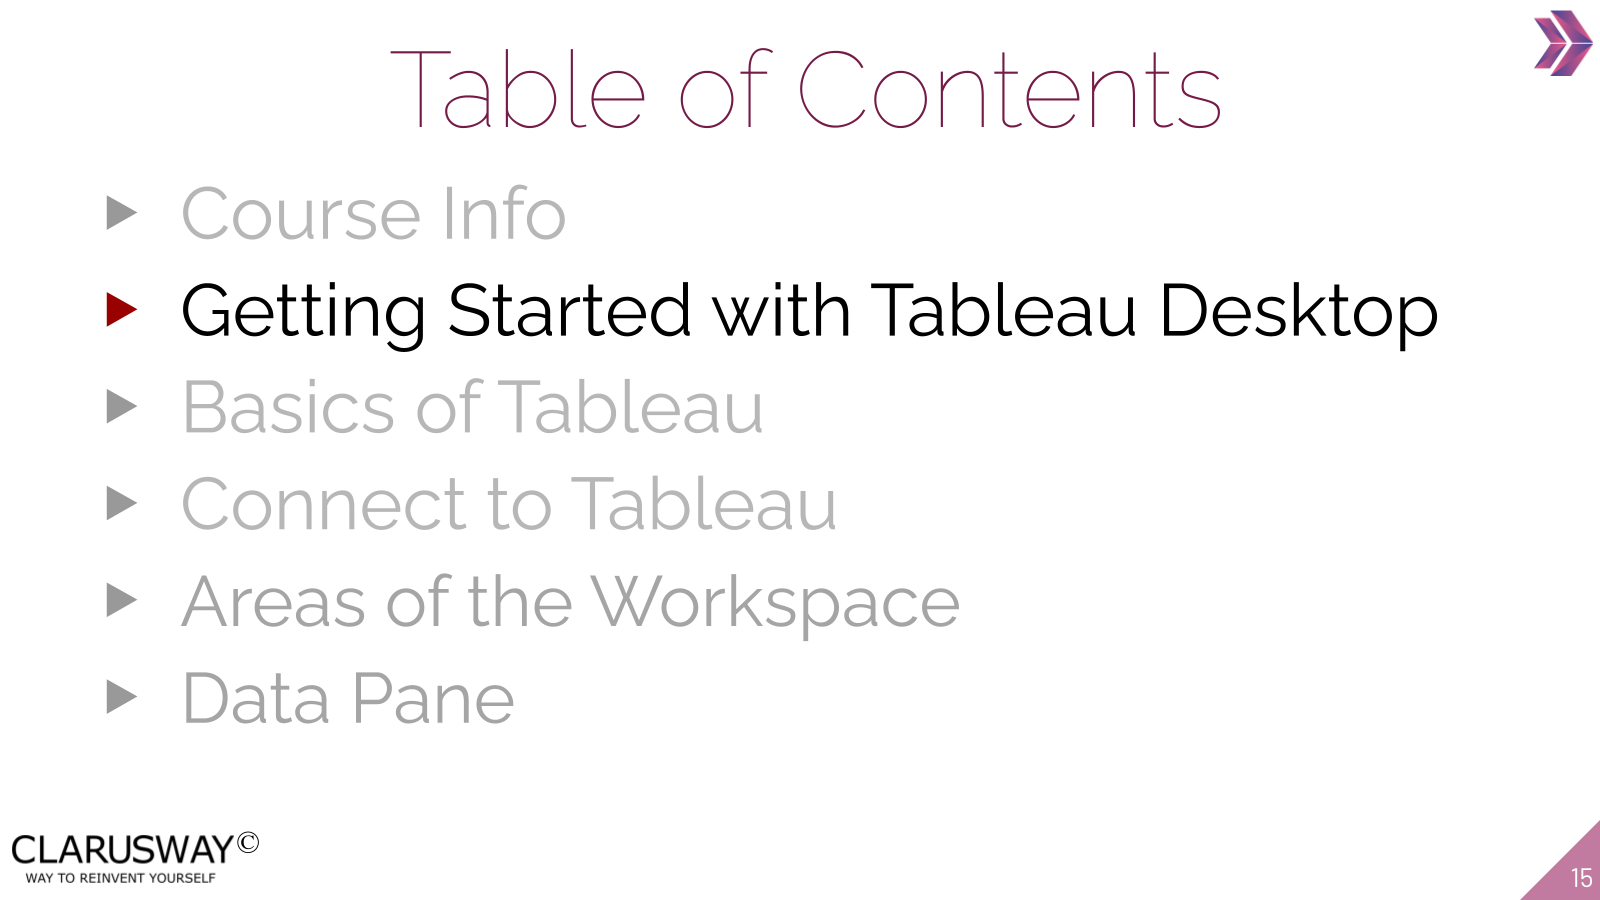 Table of Contents
Course Info
Getting Started with Tableau Desktop
Basics of Tableau
Connect to Tableau
Areas of the Workspace
Data Pane
CLARUSWAY©
WAY TO REINVENT YOURSELF
15